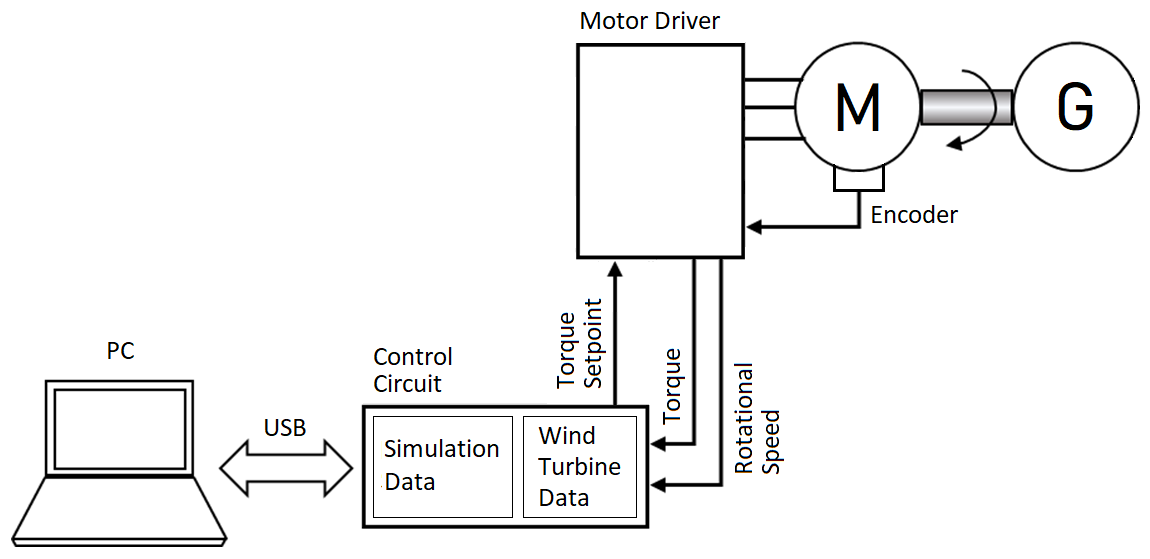 Motor Driver
M
G
Encoder
Torque
Setpoint
Torque
Rotational
Speed
PC
Control
Circuit
USB
Simulation
Data
Wind
Turbine
Data